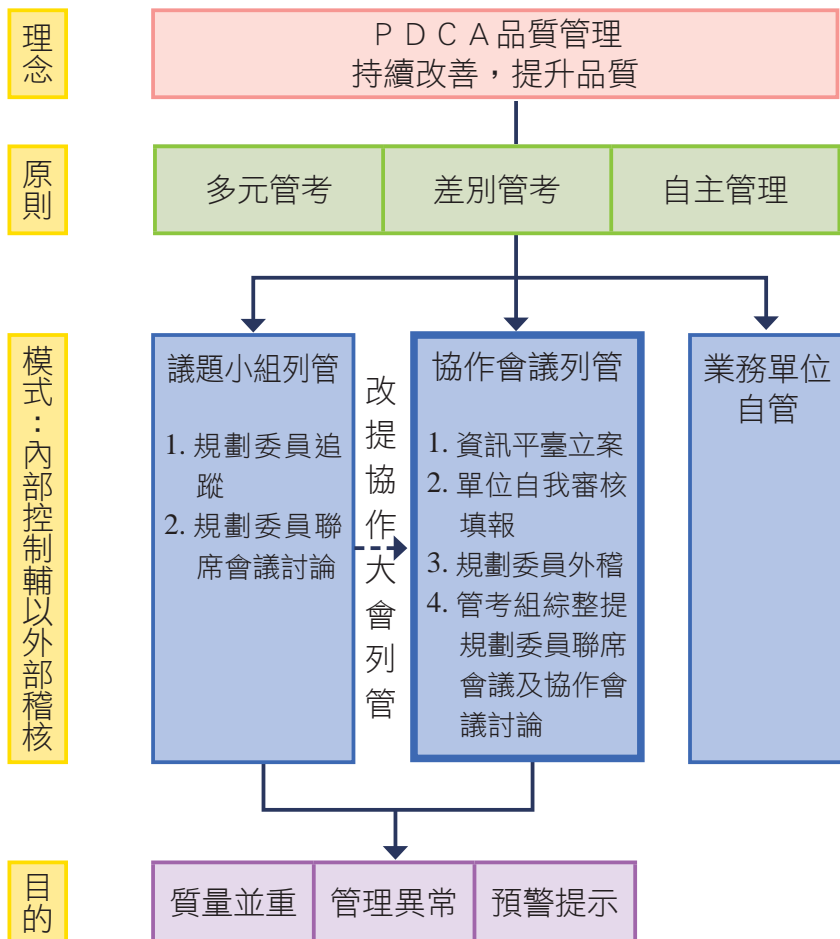 理念
ＰＤＣＡ品質管理
持續改善，提升品質
原則
多元管考
差別管考
自主管理
模式：內部控制輔以外部稽核
議題小組列管
1. 規劃委員追
蹤
2. 規劃委員聯
席會議討論
改提協作大會列管
協作會議列管
1. 資訊平臺立案
2. 單位自我審核
填報
3. 規劃委員外稽
4. 管考組綜整提
規劃委員聯席
會議及協作會
議討論
業務單位
自管
目的
質量並重
管理異常
預警提示